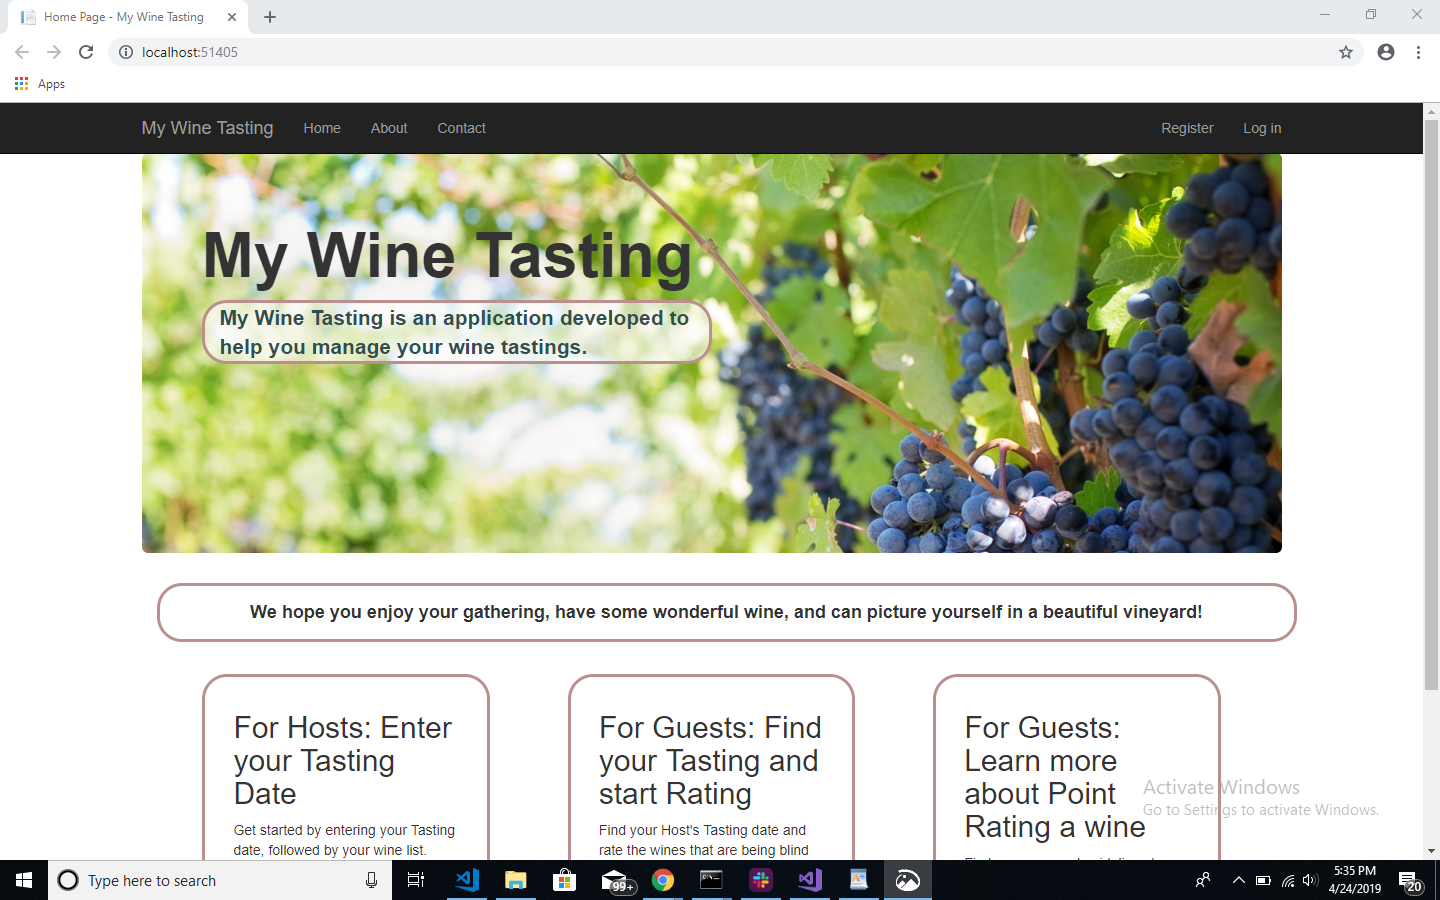 Home Page - My Wine Tasting
localhost:51405
Apps
My Wine Tasting Home About Contact Register Log in
My Wine Tasting
My Wine Tasting is an application developed to
help you manage your wine tastings.
We hope you enjoy your gathering, have some wonderful wine, and can picture yourself in a beautiful vineyard!
For Hosts: Enter
your Tasting
Date
Get started by entering your Tasting
date, followed by your wine list.
For Guests: Find
your Tasting and
start Rating
Find your Host's Tasting date and
rate the wines that are being blind
For Guests:
Learn more
about Point
Rating a wine
Activate Windows
Go to Settings to activate Windows.
Type here to search
99+
5:35 PM
4/24/2019
20